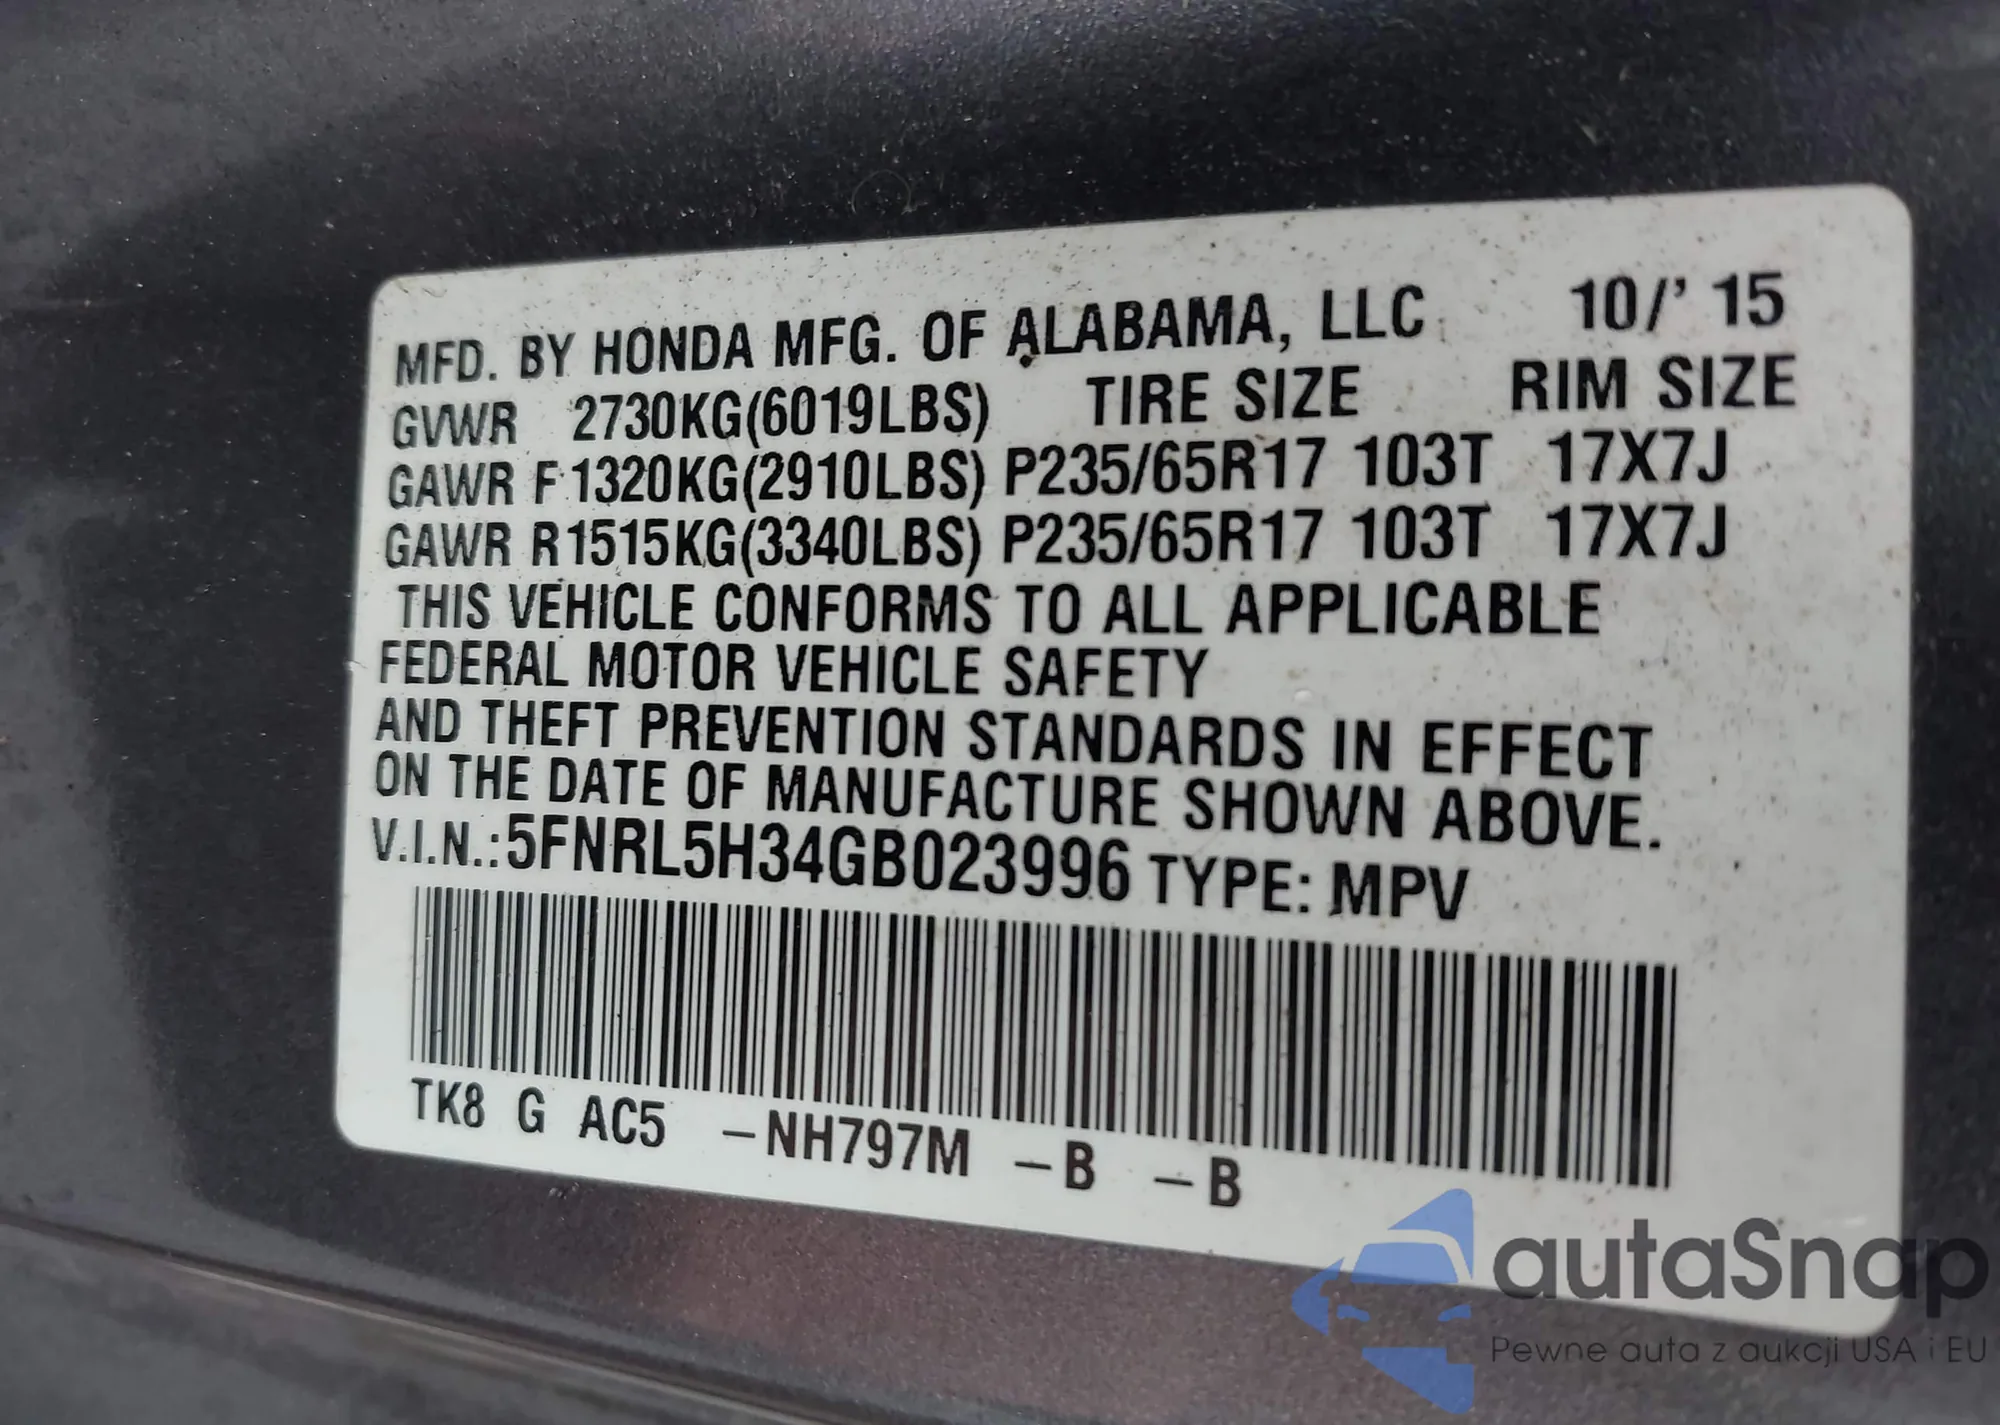 MFD. BY HONDA MFG. OF ALABAMA, LLC 10/' 15
GVWR 2730KG(6019LBS) TIRE SIZE RIM SIZE
GAWR F 1320KG(2910LBS) P235/65R17 103T 17X7J
GAWR R 1515KG(3340LBS) P235/65R17 103T 17X7J
THIS VEHICLE CONFORMS TO ALL APPLICABLE
FEDERAL MOTOR VEHICLE SAFETY
AND THEFT PREVENTION STANDARDS IN EFFECT
ON THE DATE OF MANUFACTURE SHOWN ABOVE.
V.I.N.:5FNRL5H34GB023996 TYPE: MPV
TK8 G AC5 -NH797M -B -B
autaSnap
Pewne auta z aukcji USA i EU